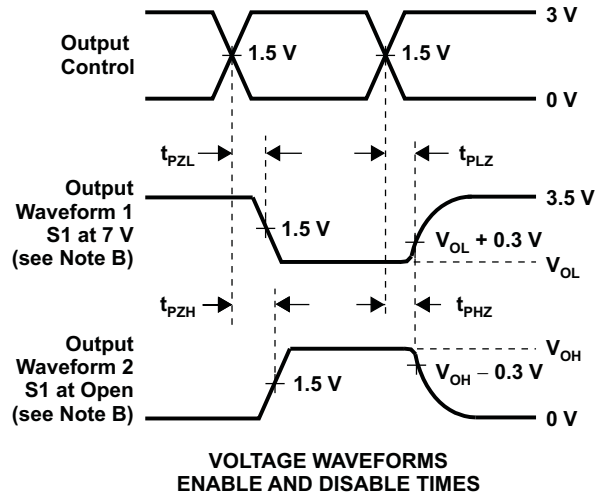 3 V
Output
Control
1.5 V
1.5 V
0 V
tPZL
tPLZ
Output
Waveform 1
S1 at 7 V
(see Note B)
3.5 V
1.5 V
VOL + 0.3 V
VOL
tPZH
tPHZ
Output
Waveform 2
S1 at Open
(see Note B)
VOH
VOH − 0.3 V
1.5 V
0 V
VOLTAGE WAVEFORMS
ENABLE AND DISABLE TIMES